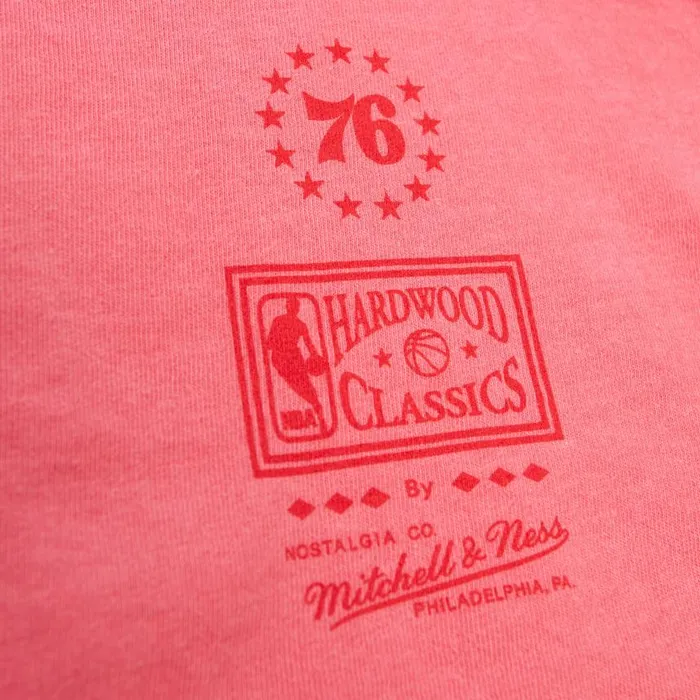 76
HARDWOOD
CLASSICS
NBA
By
NOSTALGIA CO.
Mitchell & Ness
PHILADELPHIA, PA.